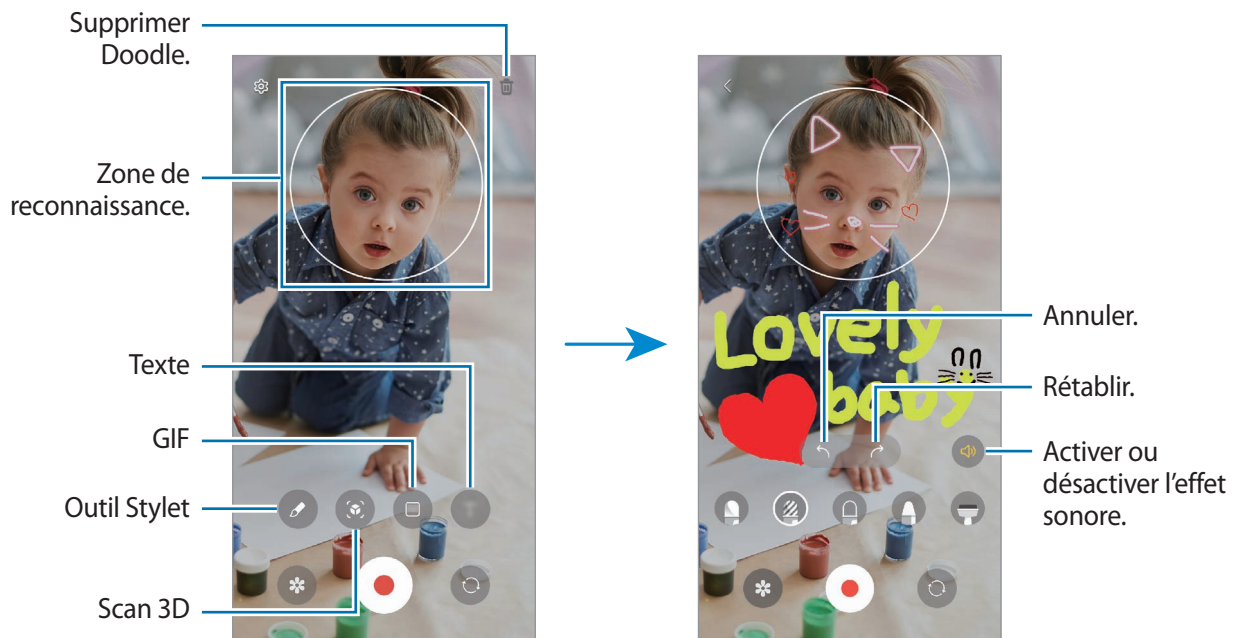 Supprimer
Doodle.
Zone de
reconnaissance.
Texte
GIF
Outil Stylet
Scan 3D
Lovely
baby
Annuler.
Rétablir.
Activer ou
désactiver l’effet
sonore.